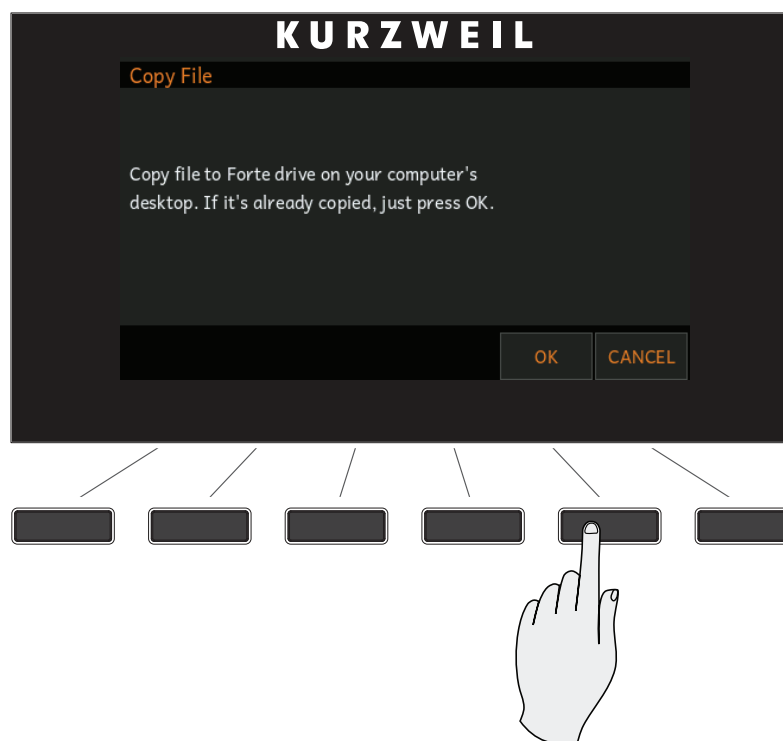 KURZWEIL
Copy File
Copy file to Forte drive on your computer's
desktop. If it's already copied, just press OK.
OK CANCEL